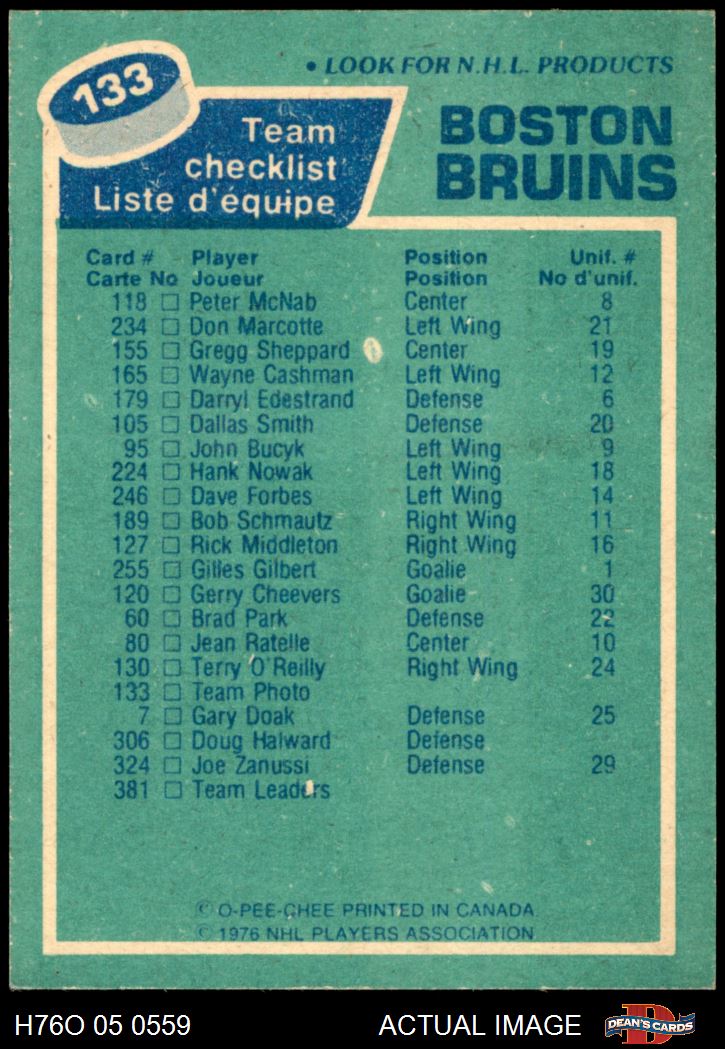 • LOOK FOR N.H.L. PRODUCTS
133
Team
checklist
Liste d'équipe
BOSTON
BRUINS
Card # Player Position Unif. #
Carte No Joueur Position No d'unif.
118 □ Peter McNab Center 8
234 □ Don Marcotte Left Wing 21
155 □ Gregg Sheppard Center 19
165 □ Wayne Cashman Left Wing 12
179 □ Darryl Edestrand Defense 6
105 □ Dallas Smith Defense 20
95 □ John Bucyk Left Wing 9
224 □ Hank Nowak Left Wing 18
246 □ Dave Forbes Left Wing 14
189 □ Bob Schmautz Right Wing 11
127 □ Rick Middleton Right Wing 16
255 □ Gilles Gilbert Goalie 1
120 □ Gerry Cheevers Goalie 30
60 □ Brad Park Defense 22
80 □ Jean Ratelle Center 10
130 □ Terry O'Reilly Right Wing 24
133 □ Team Photo
7 □ Gary Doak Defense 25
306 □ Doug Halward Defense
324 □ Joe Zanussi Defense 29
381 □ Team Leaders
© O-PEE-CHEE PRINTED IN CANADA
© 1976 NHL PLAYERS ASSOCIATION
H76O 05 0559 ACTUAL IMAGE
D
DEAN'S CARDS